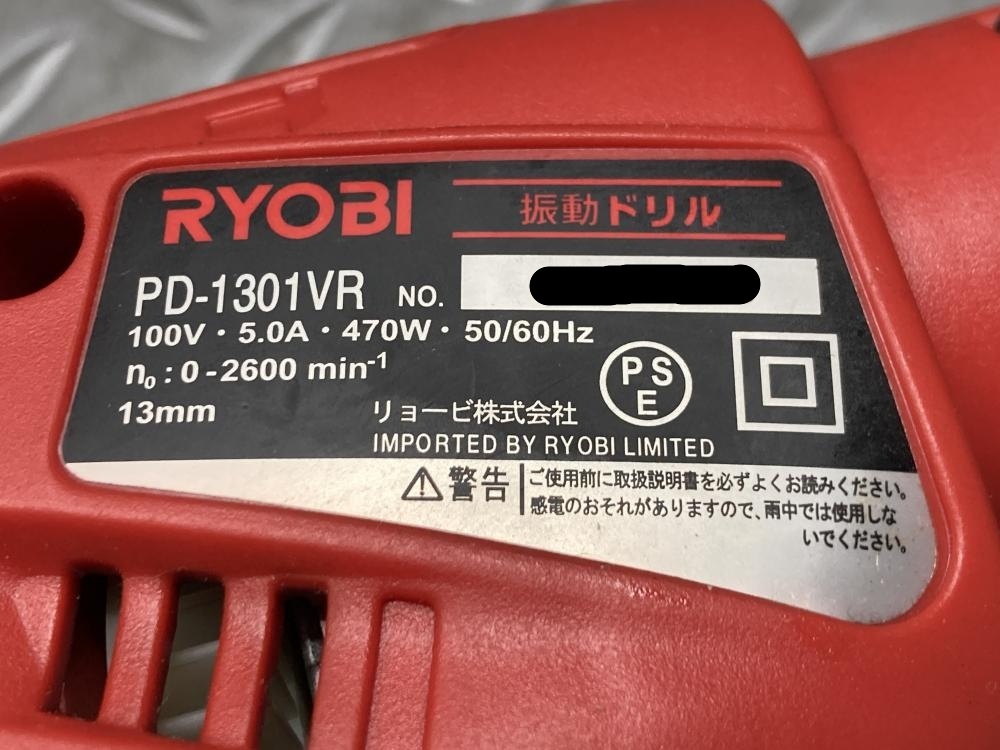 RYOBI 振動ドリル
PD-1301VR NO.
100V・5.0A・470W・50/60Hz
n₀ : 0-2600 min⁻¹
13mm
リョービ株式会社
IMPORTED BY RYOBI LIMITED
PSE
⚠警告
ご使用前に取扱説明書を必ずよくお読みください。
感電のおそれがありますので、雨中では使用しな
いでください。